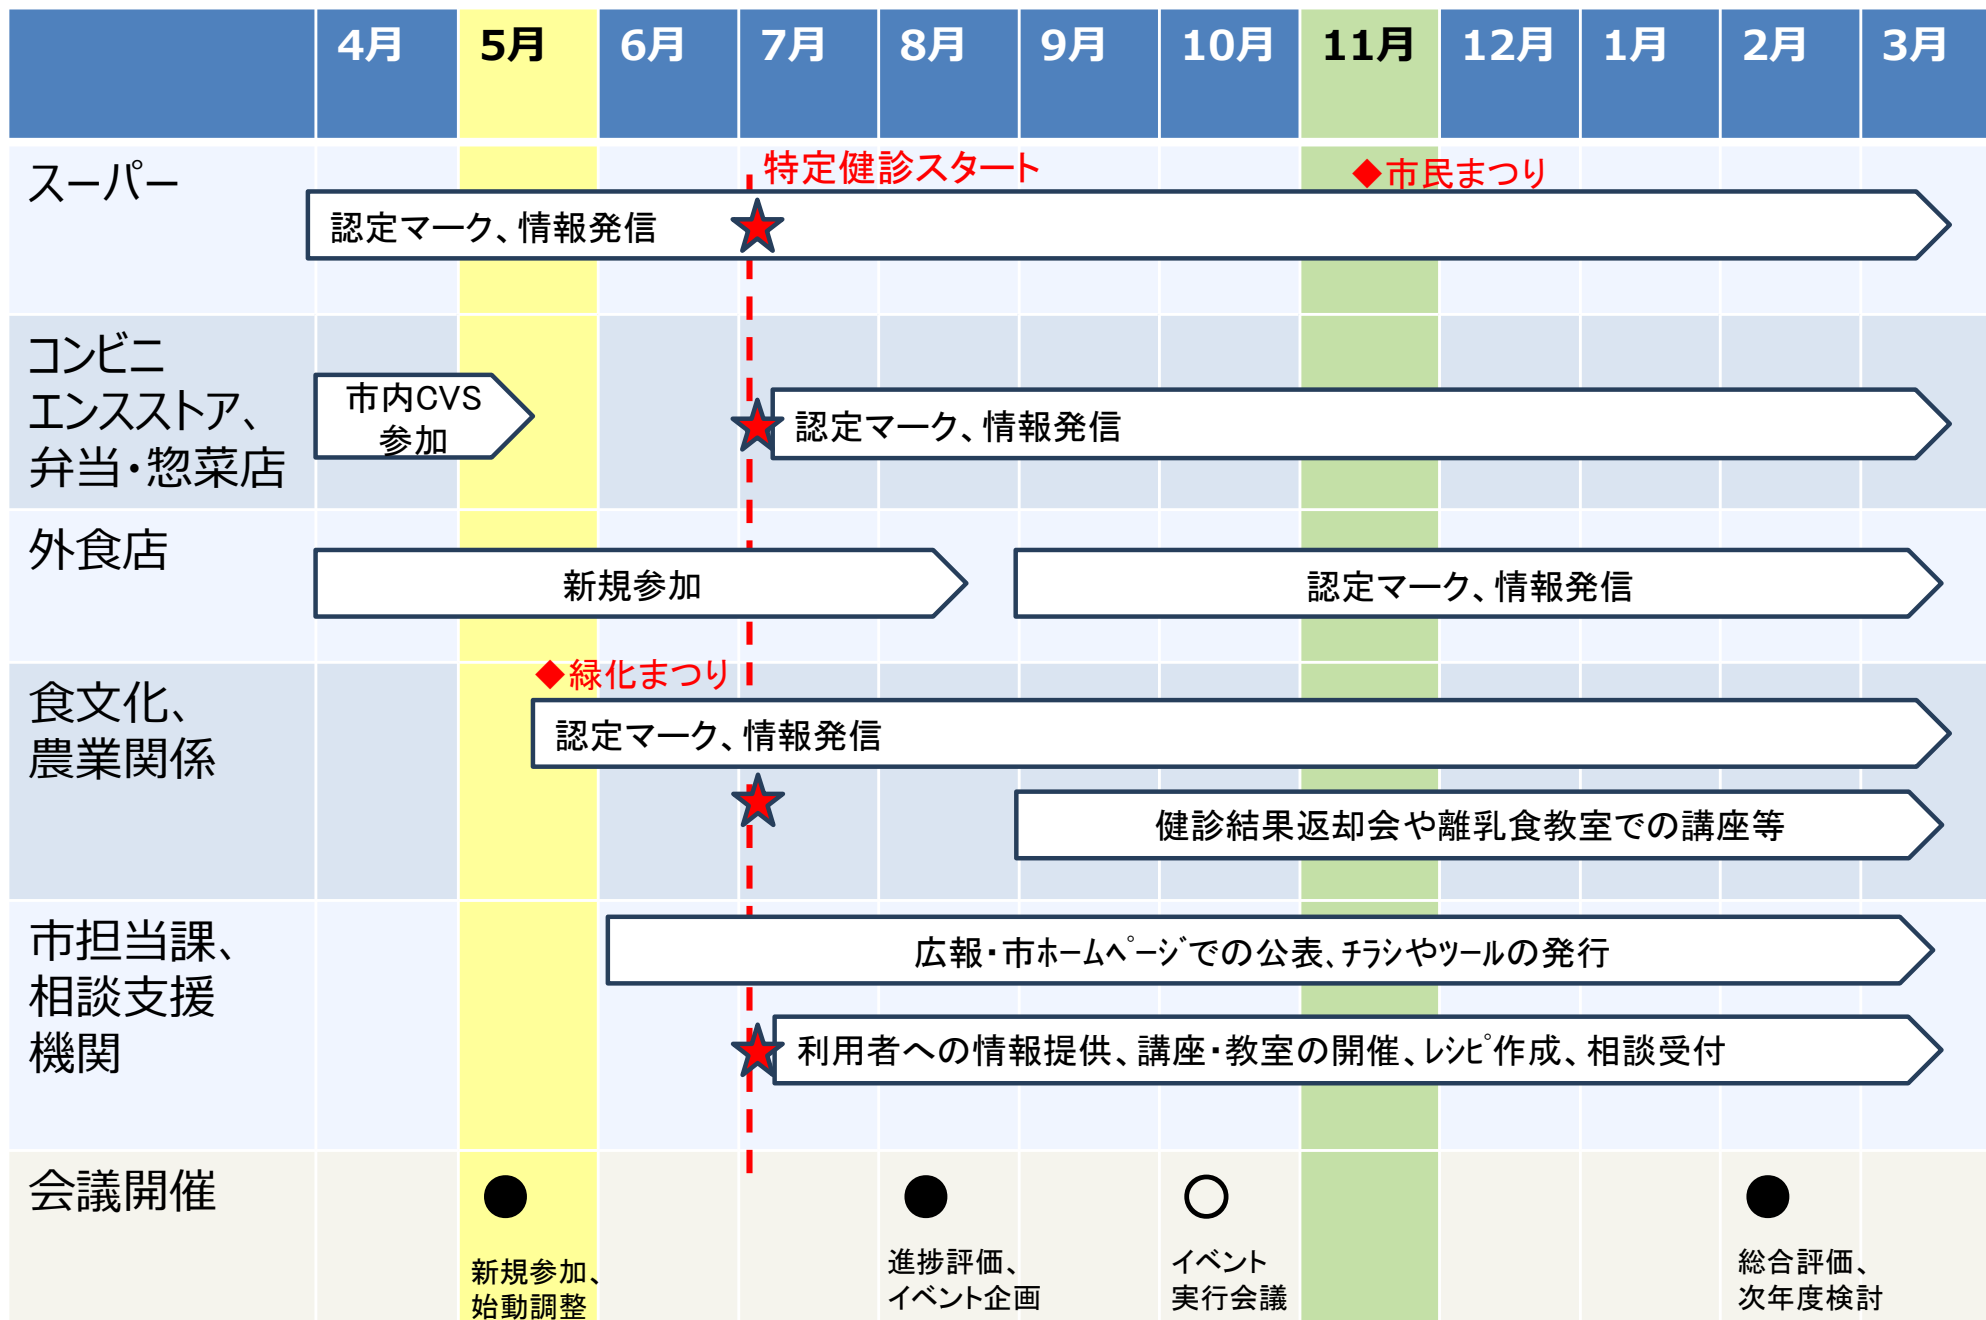 4月 5月 6月 7月 8月 9月 10月 11月 12月 1月 2月 3月
スーパー
特定健診スタート
◆市民まつり
認定マーク、情報発信
コンビニ
エンスストア、
弁当・惣菜店
市内CVS
参加
認定マーク、情報発信
外食店
新規参加
認定マーク、情報発信
食文化、
農業関係
◆緑化まつり
認定マーク、情報発信
健診結果返却会や離乳食教室での講座等
市担当課、
相談支援
機関
広報・市ﾎｰﾑﾍﾟｰｼﾞでの公表、ﾁﾗｼやﾂｰﾙの発行
利用者への情報提供、講座・教室の開催、ﾚｼﾋﾟ作成、相談受付
会議開催
新規参加、
始動調整
進捗評価、
イベント企画
イベント
実行会議
総合評価、
次年度検討